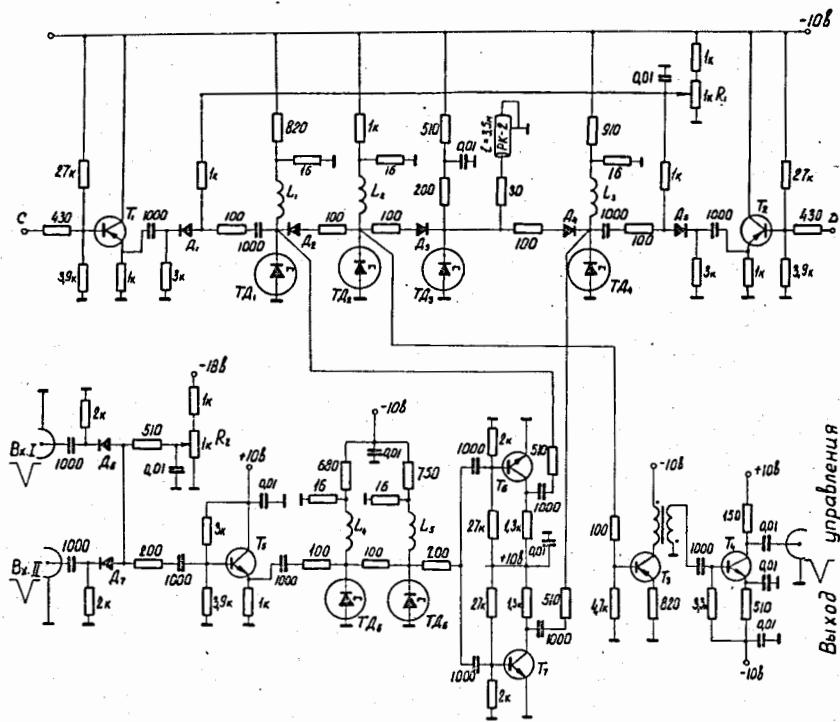 -10в
1к
0,01
1к R₁
820
1к
510
ℓ=3,5м
РК-2
910
16
16
0,01
16
27к
1к
L₁
L₂
200
30
L₃
1к
27к
С
430
T₁
1000
Д₁
100
1000
Д₂
100
100
Д₃
100
Д₄
1000
100
Д₅
1000
T₂
430
D
3,9к
1к
3к
ТД₁
ТД₂
ТД₃
ТД₄
3к
1к
3,9к
-18в
1к
2к
Вх.I
1000
Д₆
510
1к R₂
0,01
+10в
-10в
0,01
680
750
1000
2к
T₆
510
1000
16
16
0,01
3к
T₅
L₄
L₅
27к
1,3к
+10в
0,01
Вх.II
1000
Д₇
200
1000
1000
100
100
200
2к
3,9к
1к
ТД₅
ТД₆
27к
1,3к
510
1000
1000
T₇
2к
-10в
+10в
150
100
T₃
1000
T₄
0,01
0,01
4,7к
820
3,3к
510
0,01
-10в
Выход управления